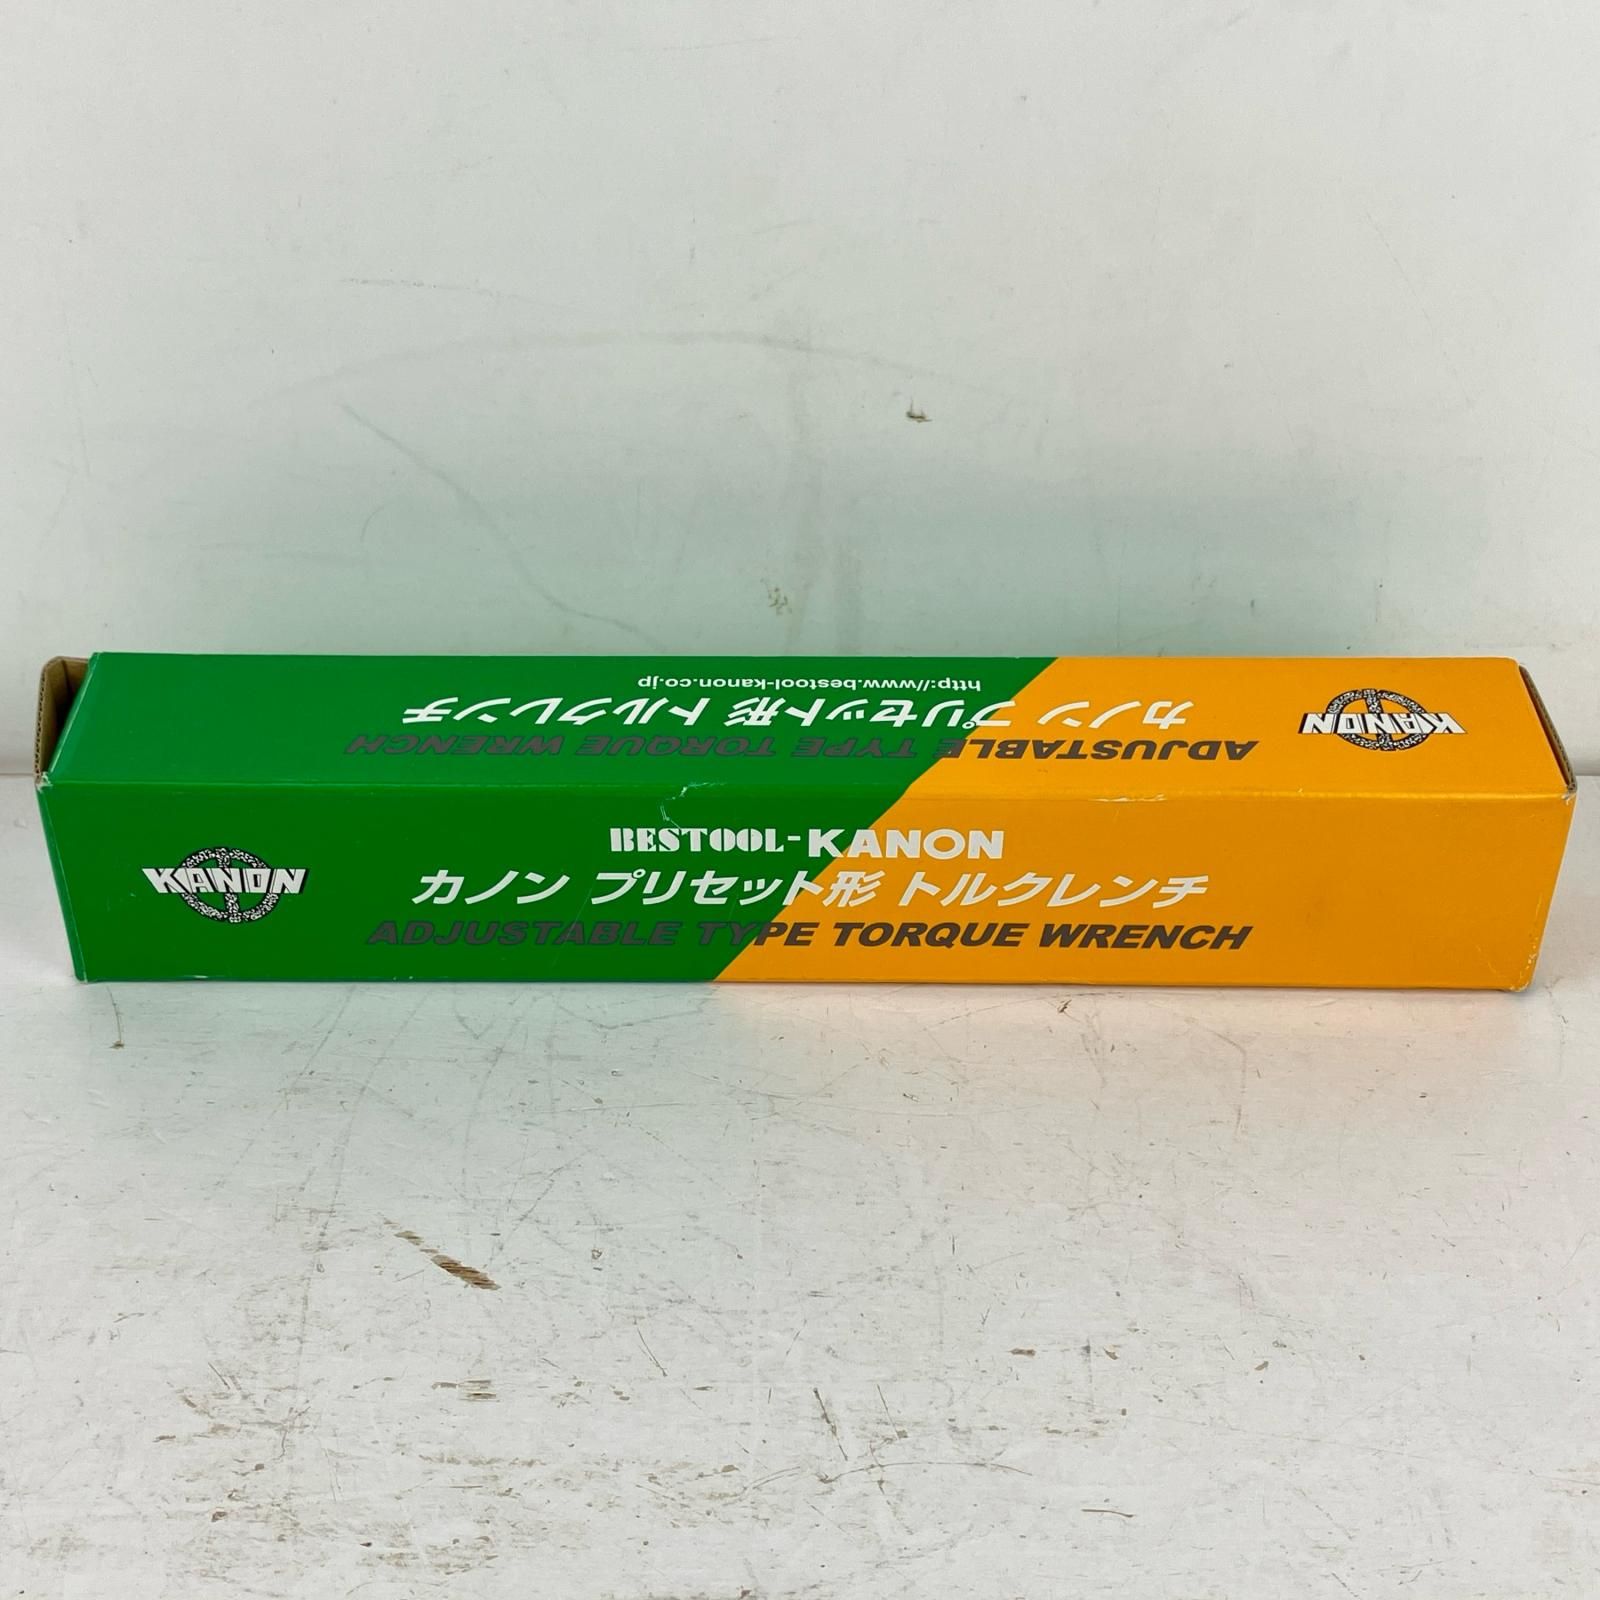 http://www.bestool-kanon.co.jp
カノン プリセット形 トルクレンチ
ADJUSTABLE TYPE TORQUE WRENCH
KANON
BESTOOL-KANON
KANON
カノン プリセット形 トルクレンチ
ADJUSTABLE TYPE TORQUE WRENCH